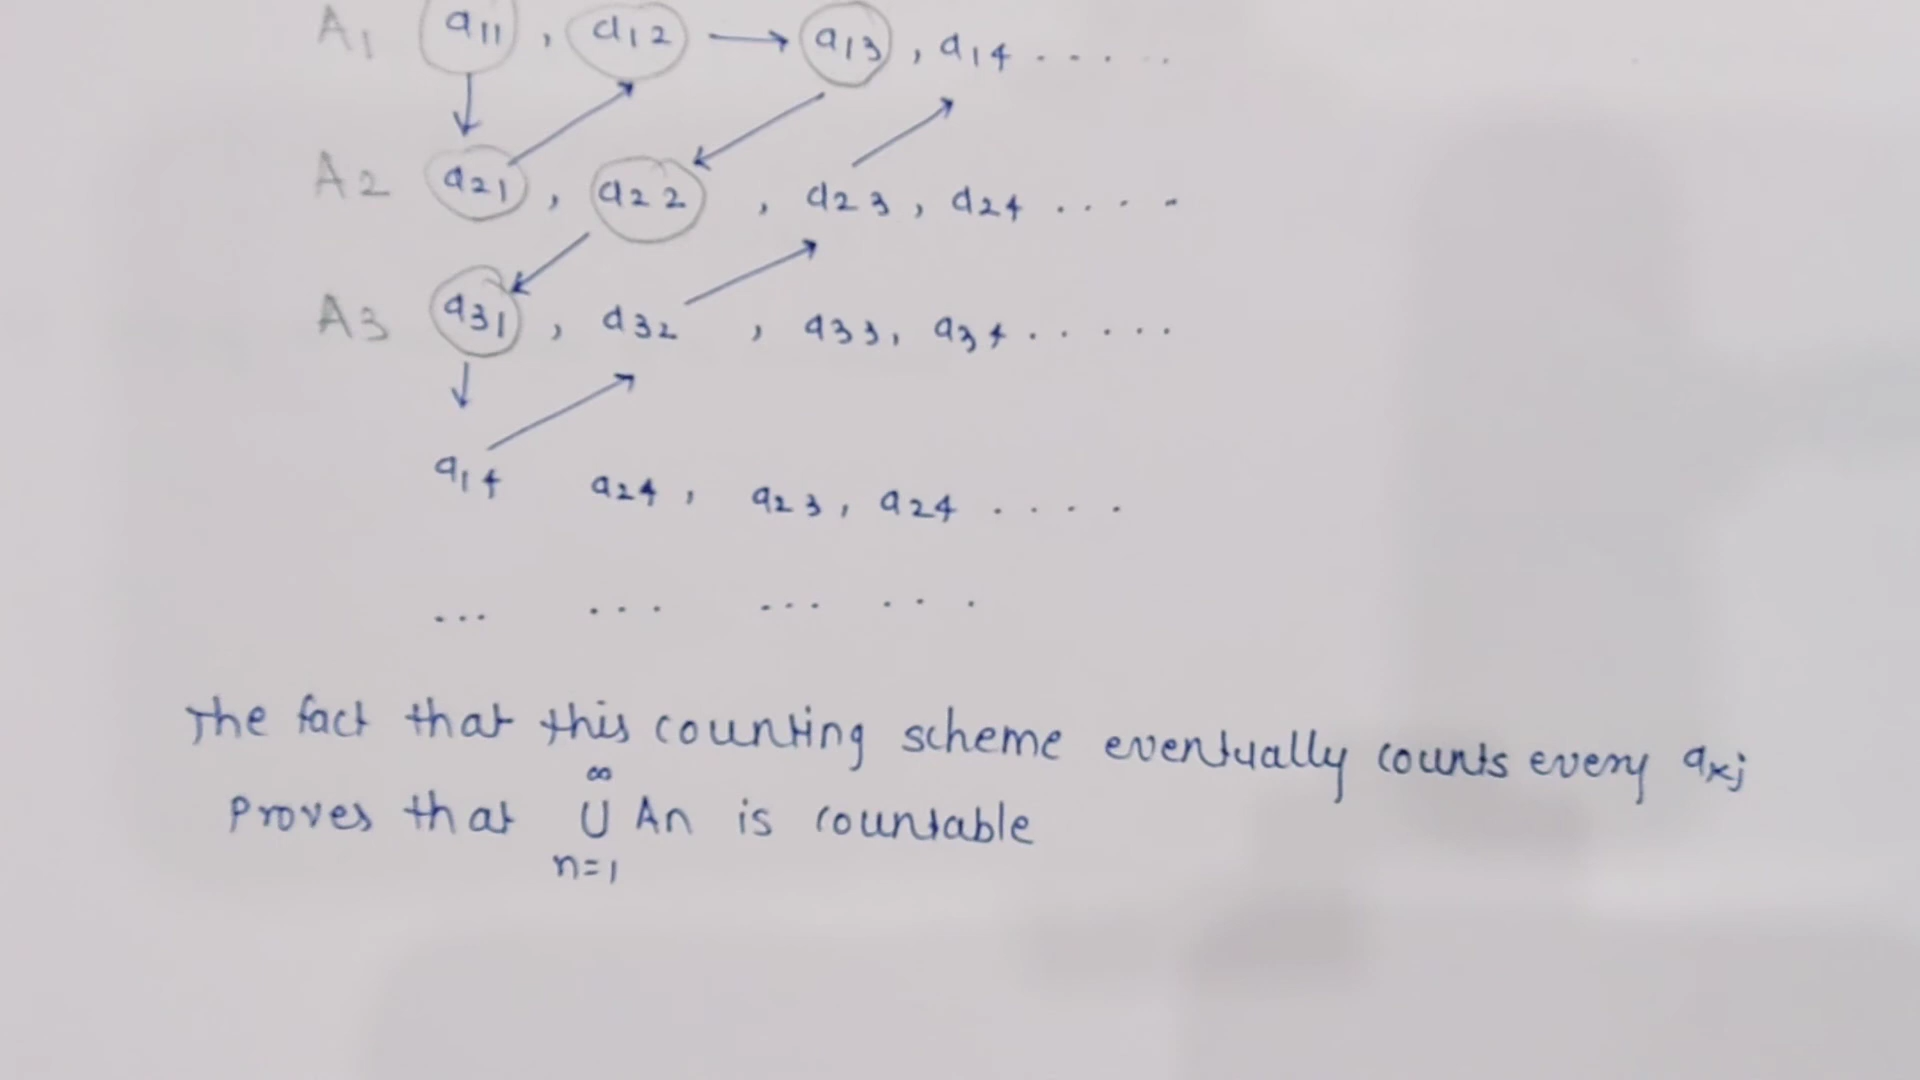 A1 a11 , a12 → a13 , a14 .....
A2 a21 , a22 , a23 , a24 ....
A3 a31 , a32 , a33, a34 .....
a14 a24 , a23 , a24 ....
... ... ... ...
The fact that this counting scheme eventually counts every axj
Proves that ∞ U n=1 An is countable